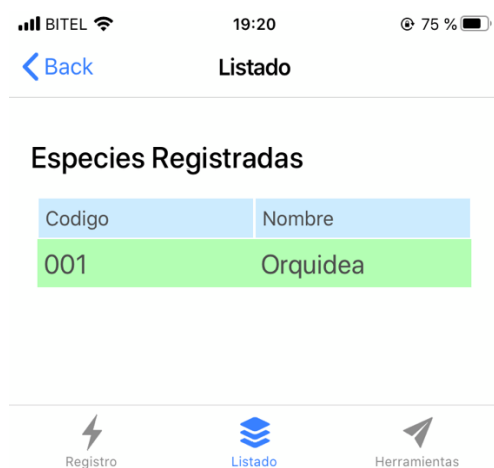 BITEL 19:20 75 %
Back Listado
Especies Registradas
Codigo Nombre
001 Orquidea
Registro Listado Herramientas